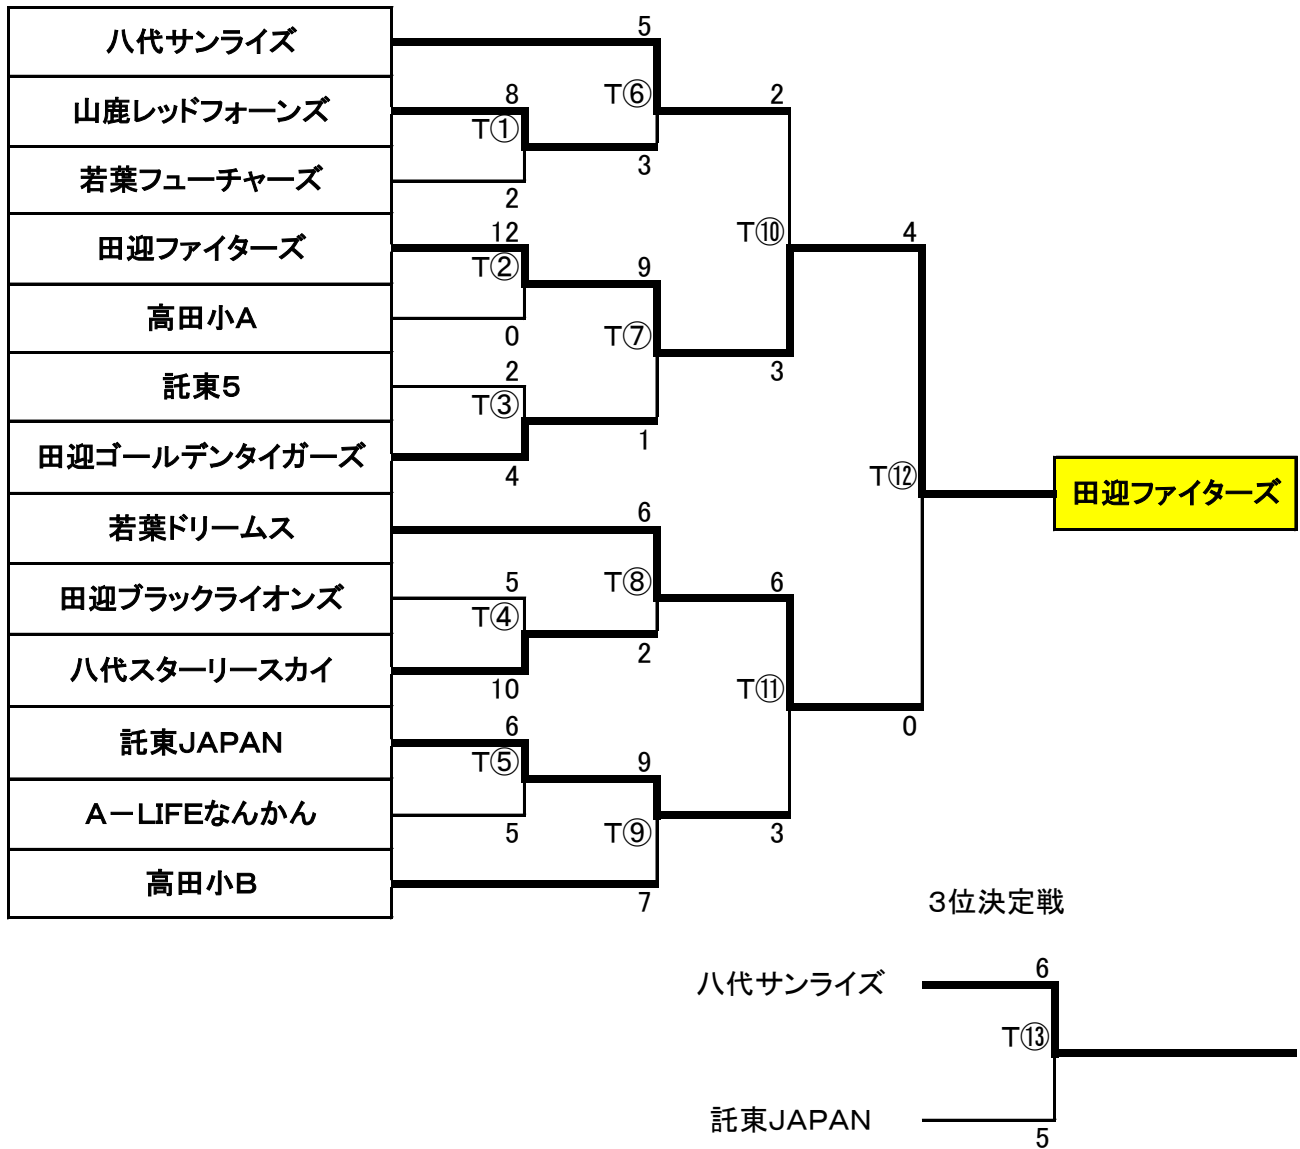 八代サンライズ
5
山鹿レッドフォーンズ
8
T⑥
2
T①
若葉フューチャーズ
3
2
田迎ファイターズ
12
T⑩
4
T②
9
高田小A
0
T⑦
託東5
2
3
T③
田迎ゴールデンタイガーズ
1
4
T⑫
田迎ファイターズ
若葉ドリームス
6
田迎ブラックライオンズ
5
T⑧
6
T④
八代スターリースカイ
2
10
T⑪
託東JAPAN
6
0
T⑤
9
A－LIFEなんかん
5
T⑨
3
高田小B
7
3位決定戦
八代サンライズ
6
T⑬
託東JAPAN
5